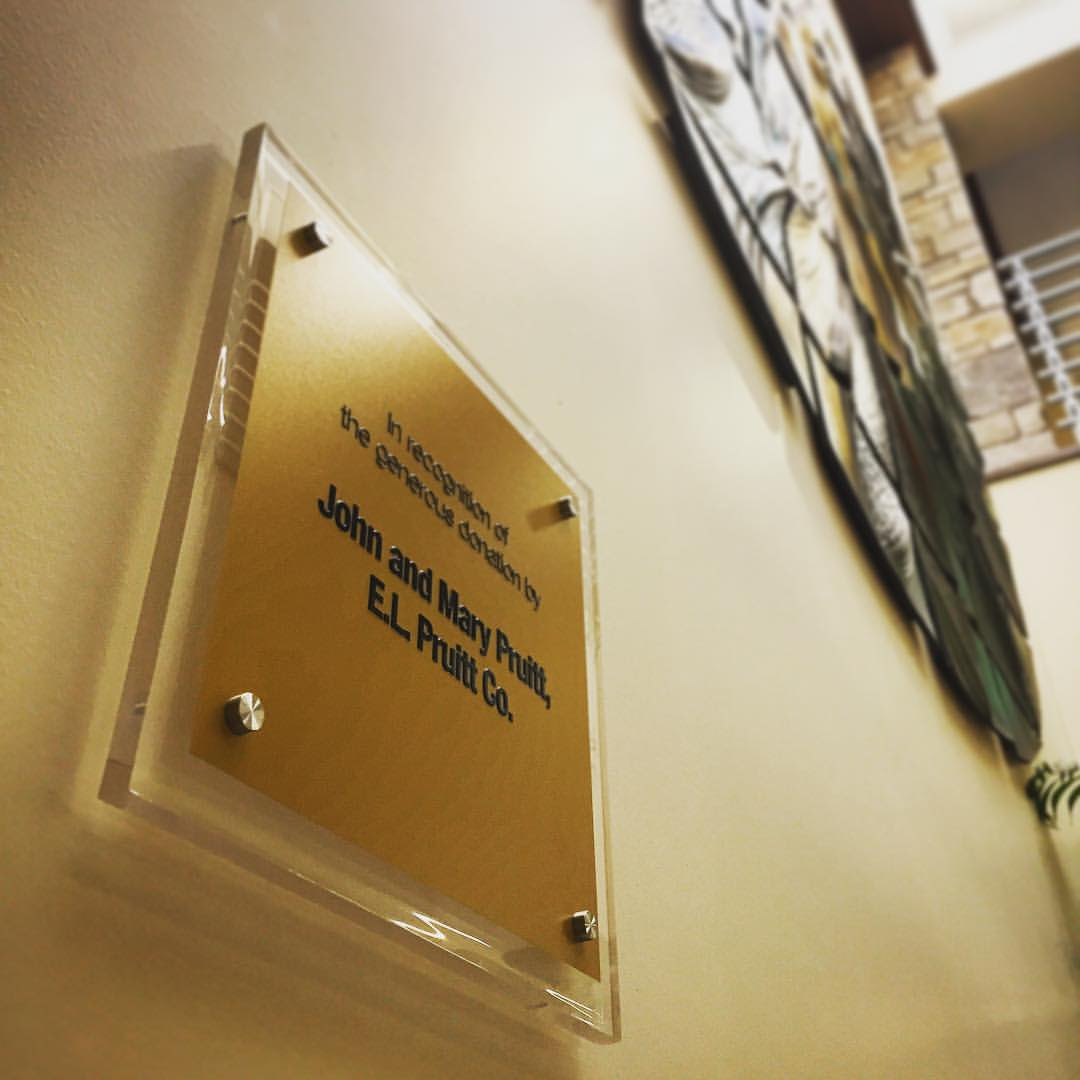 In recognition of
the generous donation by
John and Mary Pruitt,
E.L. Pruitt Co.